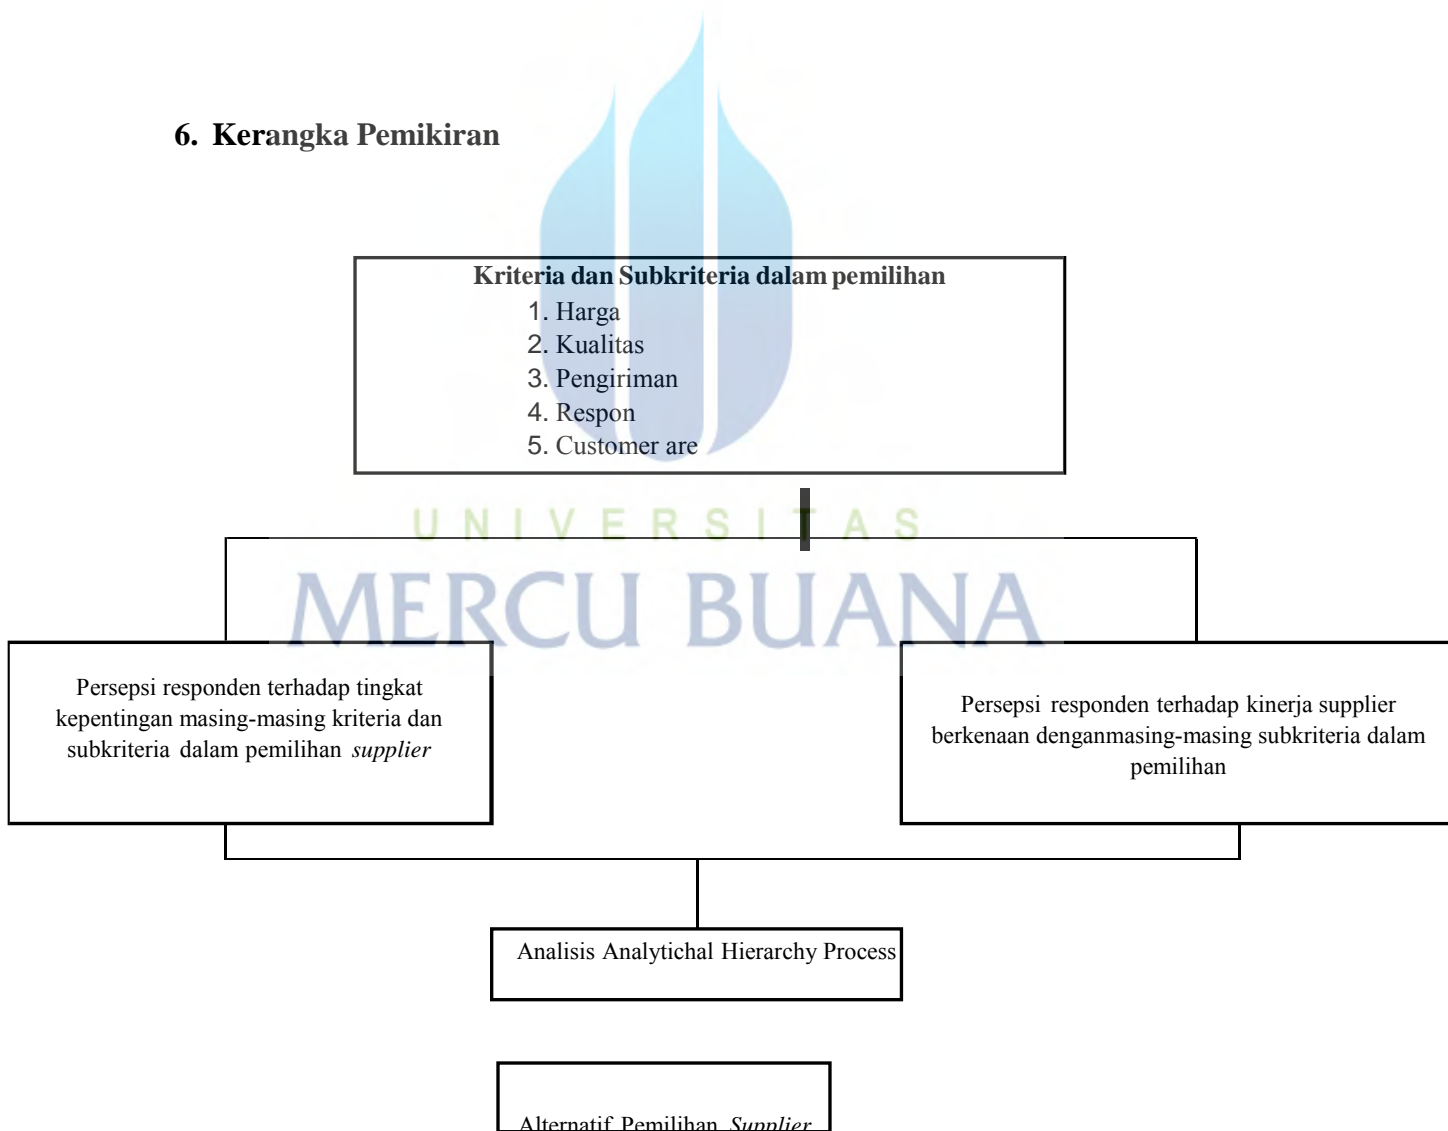 6. Kerangka Pemikiran
Kriteria dan Subkriteria dalam pemilihan
1. Harga
2. Kualitas
3. Pengiriman
4. Respon
5. Customer are
UNIVERSITAS
MERCU BUANA
Persepsi responden terhadap tingkat
kepentingan masing-masing kriteria dan
subkriteria dalam pemilihan supplier
Persepsi responden terhadap kinerja supplier
berkenaan denganmasing-masing subkriteria dalam
pemilihan
Analisis Analytichal Hierarchy Process
Alternatif Pemilihan Supplier